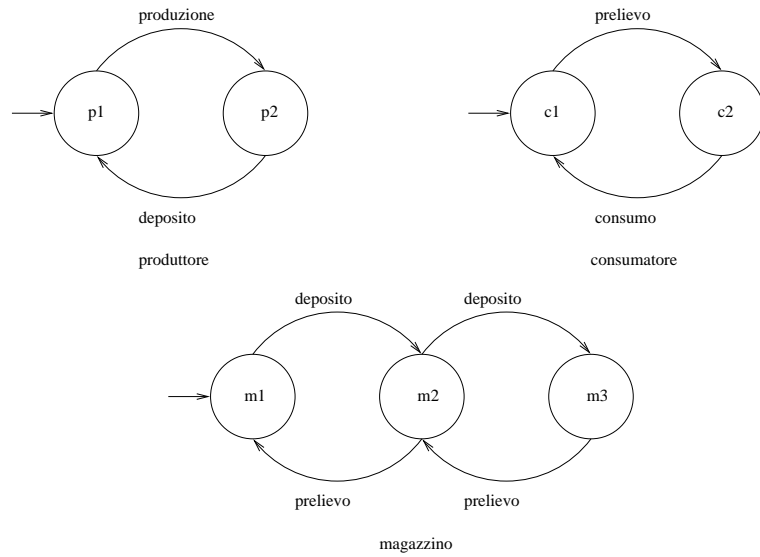 produzione
p1
p2
deposito
produttore
prelievo
c1
c2
consumo
consumatore
deposito
deposito
m1
m2
m3
prelievo
prelievo
magazzino